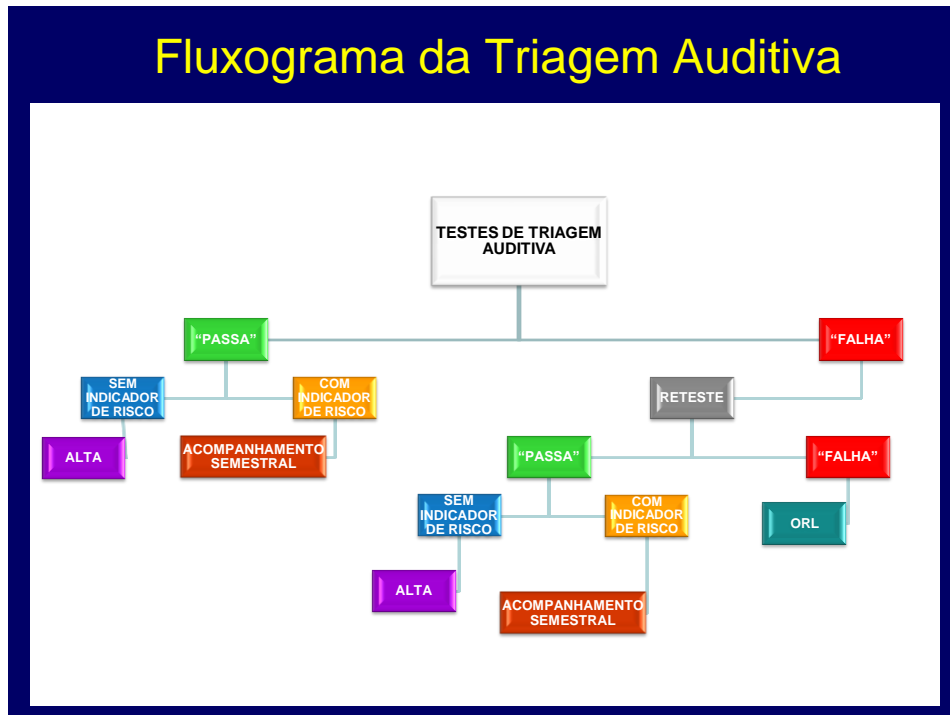 Fluxograma da Triagem Auditiva
TESTES DE TRIAGEM
AUDITIVA
“PASSA”
“FALHA”
SEM
INDICADOR
DE RISCO
COM
INDICADOR
DE RISCO
RETESTE
ALTA
ACOMPANHAMENTO
SEMESTRAL
“PASSA”
“FALHA”
SEM
INDICADOR
DE RISCO
COM
INDICADOR
DE RISCO
ORL
ALTA
ACOMPANHAMENTO
SEMESTRAL